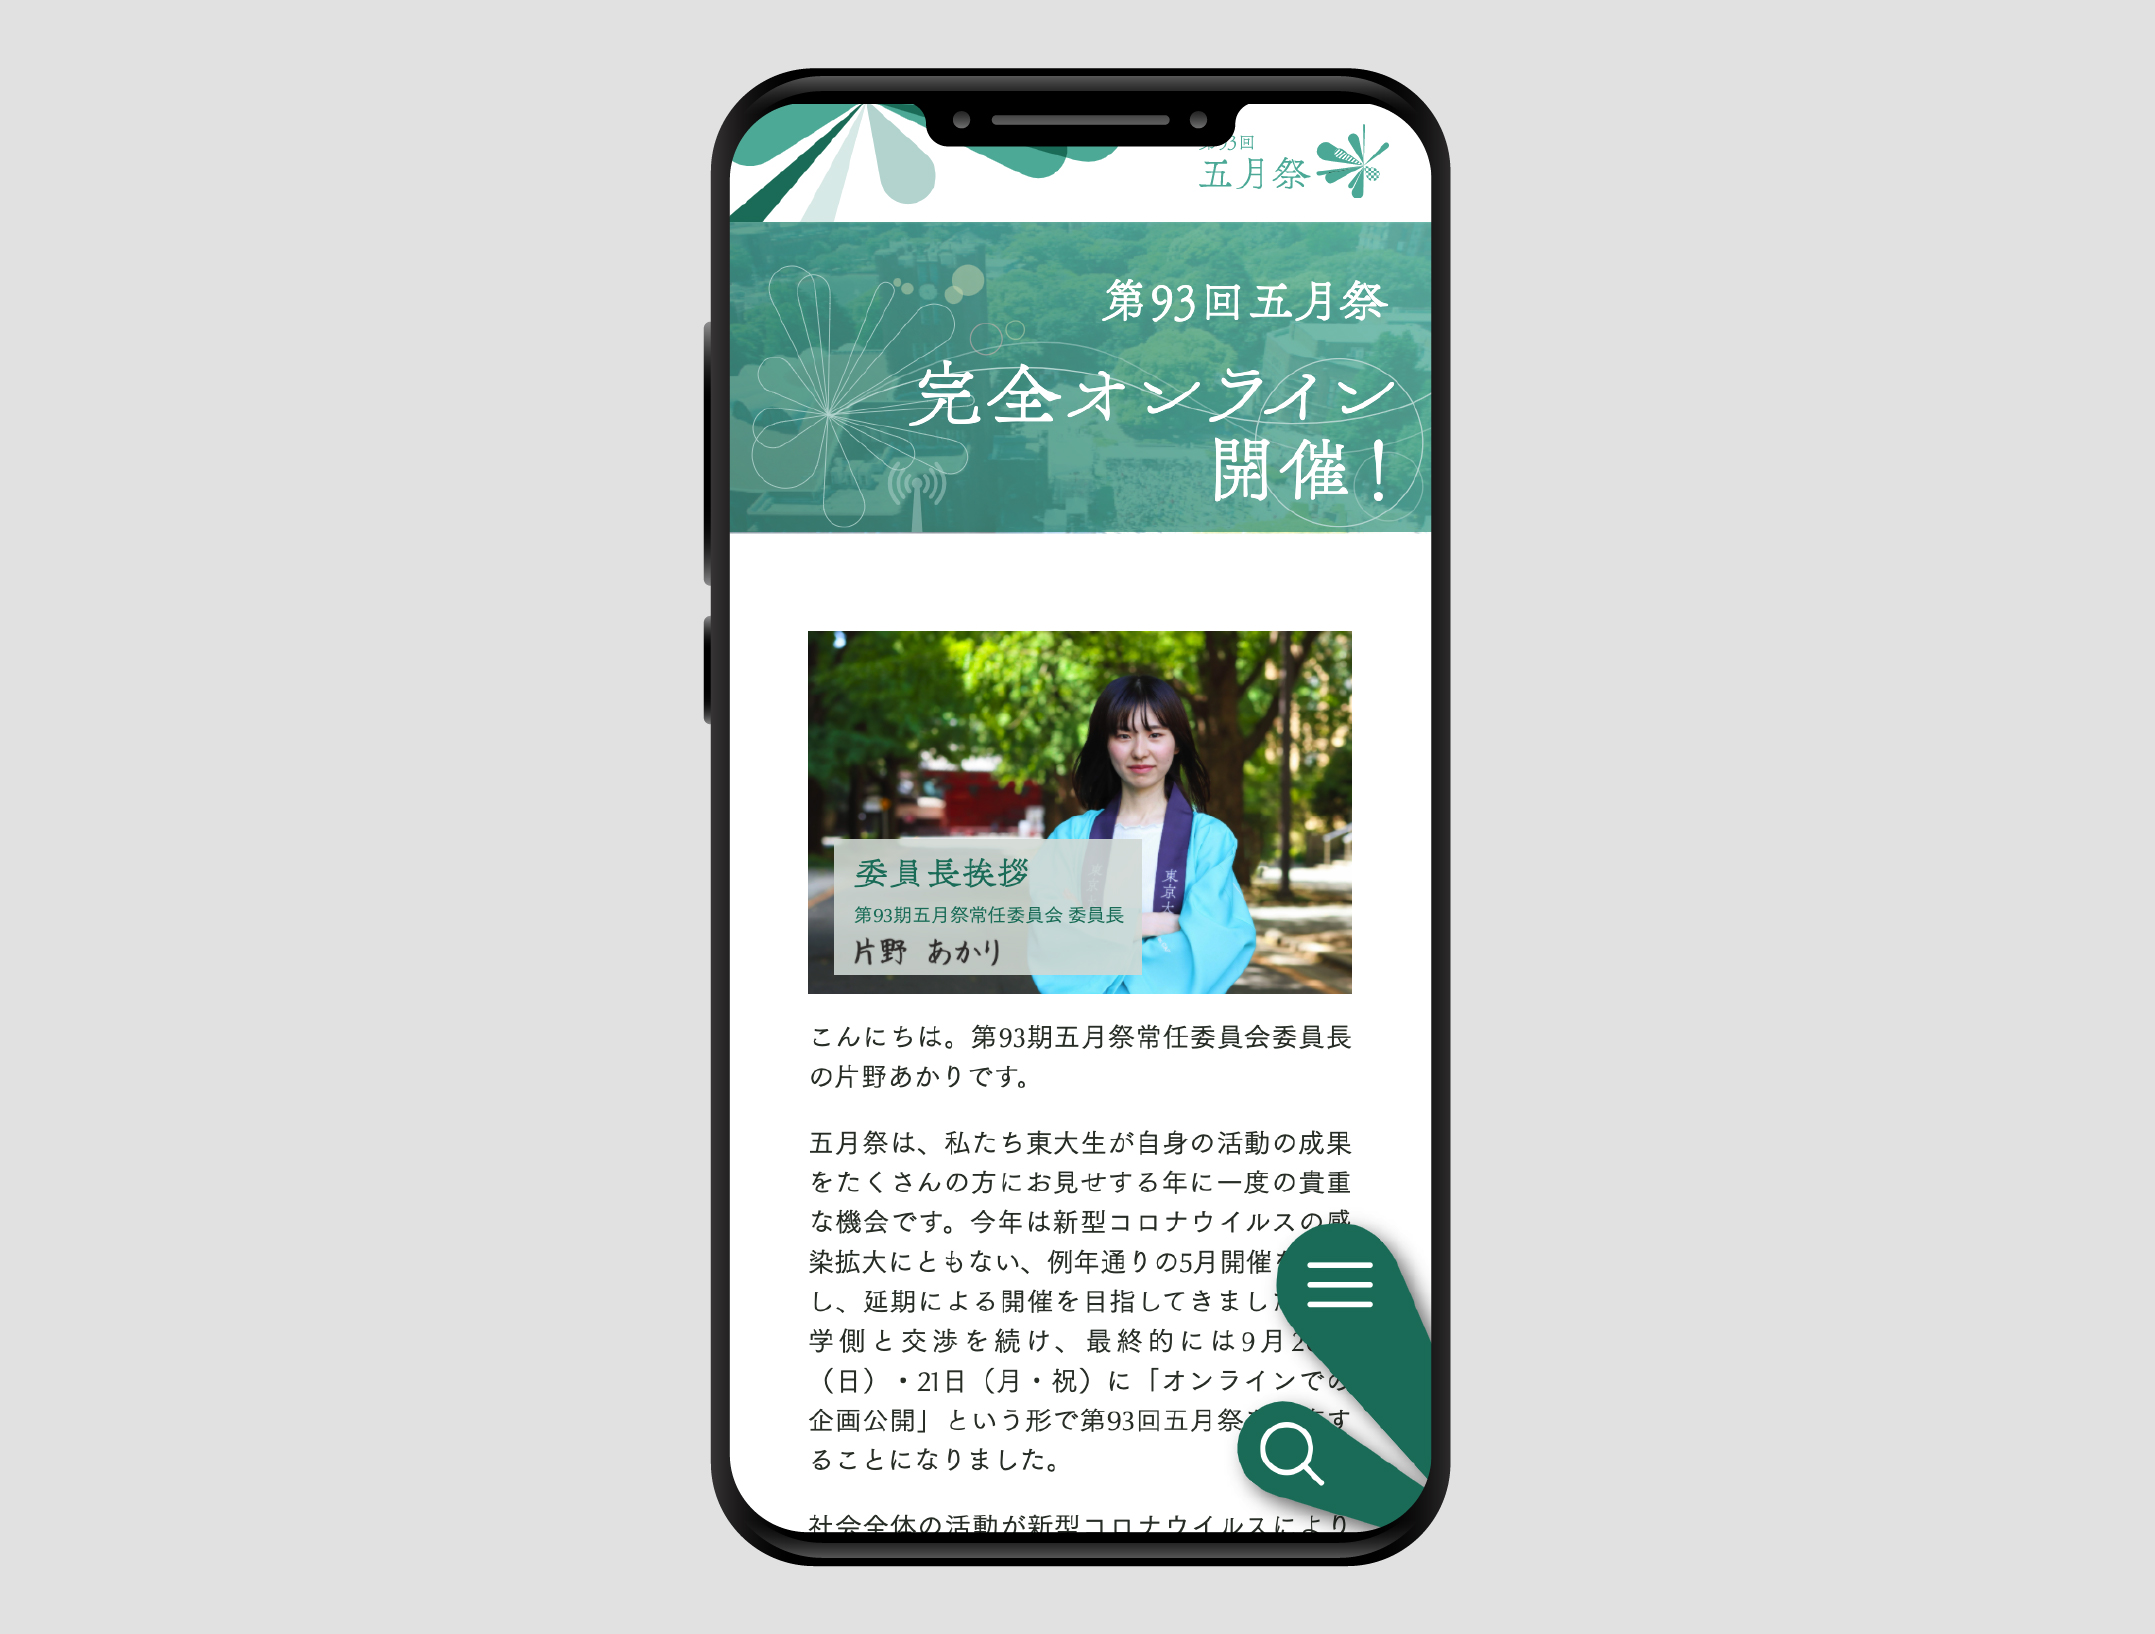 93回
五月祭
第93回五月祭
完全オンライン
開催！
東京大
委員長挨拶
第93期五月祭常任委員会 委員長
片野 あかり
こんにちは。第93期五月祭常任委員会委員長
の片野あかりです。
五月祭は、私たち東大生が自身の活動の成果
をたくさんの方にお見せする年に一度の貴重
な機会です。今年は新型コロナウイルスの感
染拡大にともない、例年通りの5月開催
し、延期による開催を目指してきまし
学側と交渉を続け、最終的には9月
（日）・21日（月・祝）に「オンラインでの
企画公開」という形で第93回五月祭 す
ることになりました。
社会全体の活動が新型コロナウイルスにより